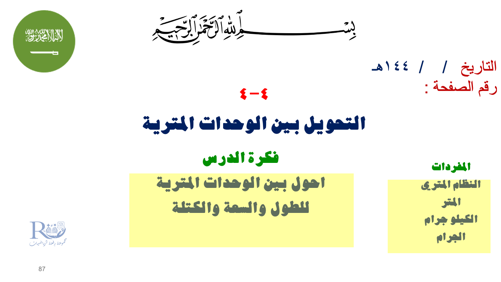 بسم الله الرحمن الرحيم
التاريخ / / ١٤٤هـ
رقم الصفحة :
٤-٤
التحويل بين الوحدات المترية
فكرة الدرس
احول بين الوحدات المترية
للطول والسعة والكتلة
المفردات
النظام المتري
المتر
الكيلو جرام
الجرام
87